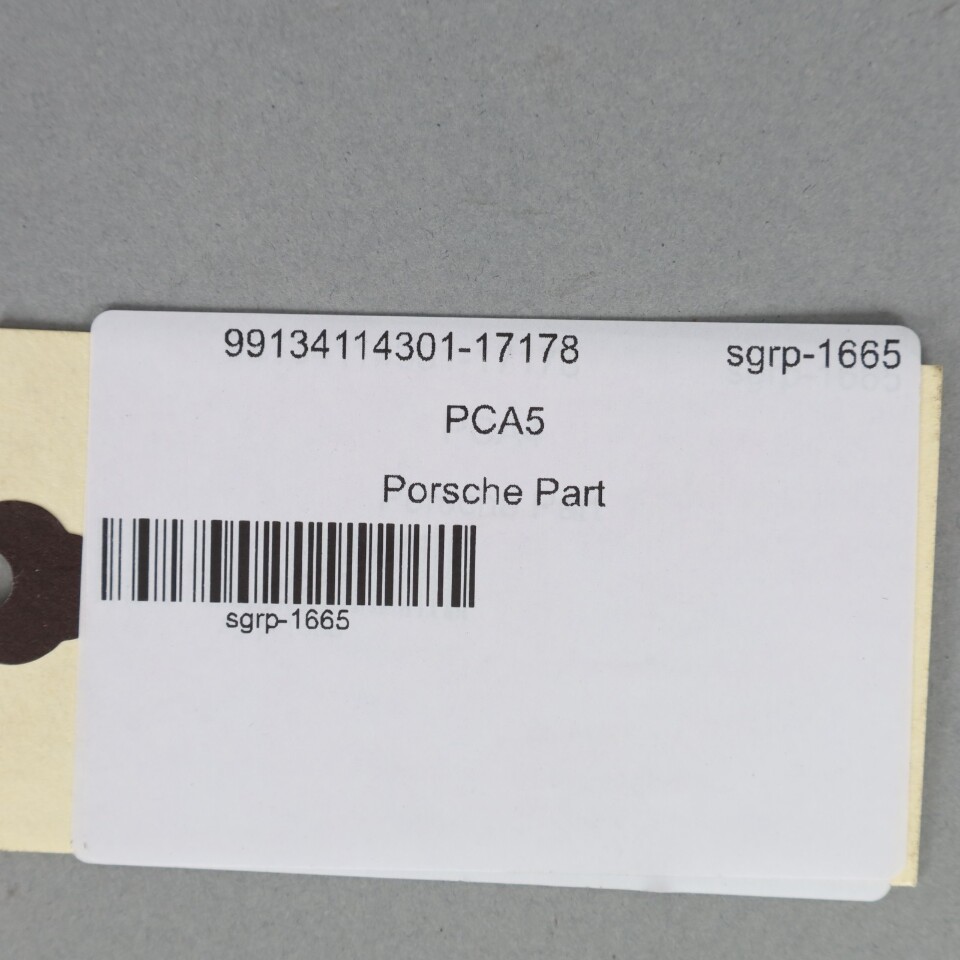 99134114301-17178 sgrp-1665
PCA5
Porsche Part
sgrp-1665